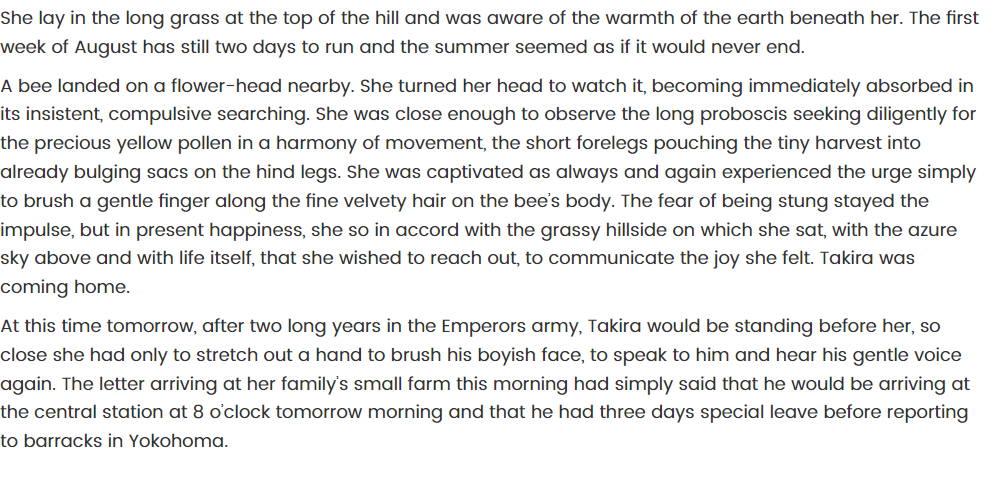 She lay in the long grass at the top of the hill and was aware of the warmth of the earth beneath her. The first
week of August has still two days to run and the summer seemed as if it would never end.
A bee landed on a flower-head nearby. She turned her head to watch it, becoming immediately absorbed in
its insistent, compulsive searching. She was close enough to observe the long proboscis seeking diligently for
the precious yellow pollen in a harmony of movement, the short forelegs pouching the tiny harvest into
already bulging sacs on the hind legs. She was captivated as always and again experienced the urge simply
to brush a gentle finger along the fine velvety hair on the bee's body. The fear of being stung stayed the
impulse, but in present happiness, she so in accord with the grassy hillside on which she sat, with the azure
sky above and with life itself, that she wished to reach out, to communicate the joy she felt. Takira was
coming home.
At this time tomorrow, after two long years in the Emperors army, Takira would be standing before her, so
close she had only to stretch out a hand to brush his boyish face, to speak to him and hear his gentle voice
again. The letter arriving at her family's small farm this morning had simply said that he would be arriving at
the central station at 8 o'clock tomorrow morning and that he had three days special leave before reporting
to barracks in Yokohoma.